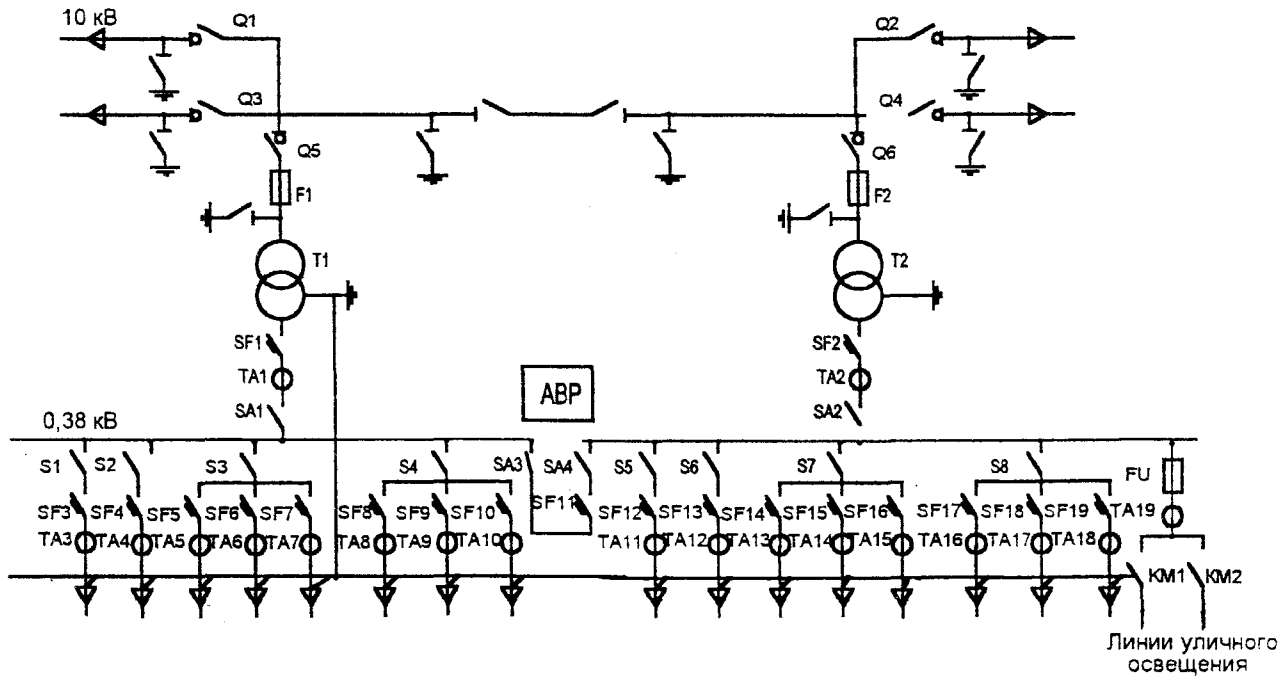 10 кВ Q1 Q2
Q3 Q4
Q5 Q6
F1 F2
T1 T2
SF1 SF2
TA1 АВР TA2
SA1 SA2
0,38 кВ
S1 S2 S3 S4 SA3 SA4 S5 S6 S7 S8 FU
SF3 SF4 SF5 SF6 SF7 SF8 SF9 SF10 SF11 SF12 SF13 SF14 SF15 SF16 SF17 SF18 SF19 TA19
TA3 TA4 TA5 TA6 TA7 TA8 TA9 TA10 TA11 TA12 TA13 TA14 TA15 TA16 TA17 TA18
KM1 KM2
Линии уличного
освещения